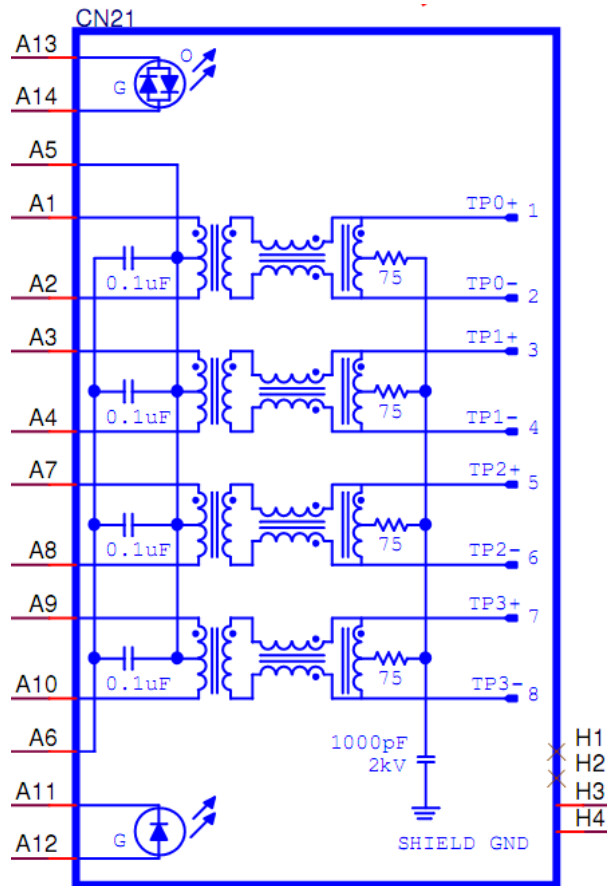 CN21
A13
O
G
A14
A5
A1
TP0+ 1
75
0.1uF
A2
TP0- 2
A3
TP1+ 3
75
0.1uF
A4
TP1- 4
A7
TP2+ 5
75
0.1uF
A8
TP2- 6
A9
TP3+ 7
75
0.1uF
A10
TP3- 8
A6
1000pF
2kV
H1
H2
A11
H3
G
H4
A12
SHIELD GND